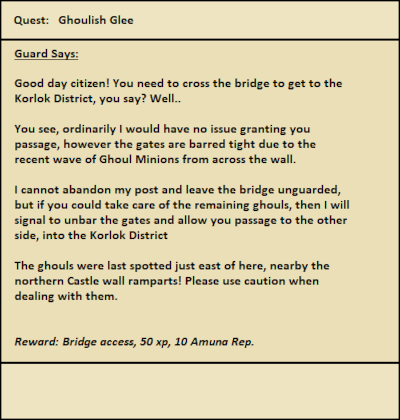 Quest: Ghoulish Glee
Guard Says:
Good day citizen! You need to cross the bridge to get to the
Korlok District, you say? Well..
You see, ordinarily I would have no issue granting you
passage, however the gates are barred tight due to the
recent wave of Ghoul Minions from across the wall.
I cannot abandon my post and leave the bridge unguarded,
but if you could take care of the remaining ghouls, then I will
signal to unbar the gates and allow you passage to the other
side, into the Korlok District
The ghouls were last spotted just east of here, nearby the
northern Castle wall ramparts! Please use caution when
dealing with them.
Reward: Bridge access, 50 xp, 10 Amuna Rep.